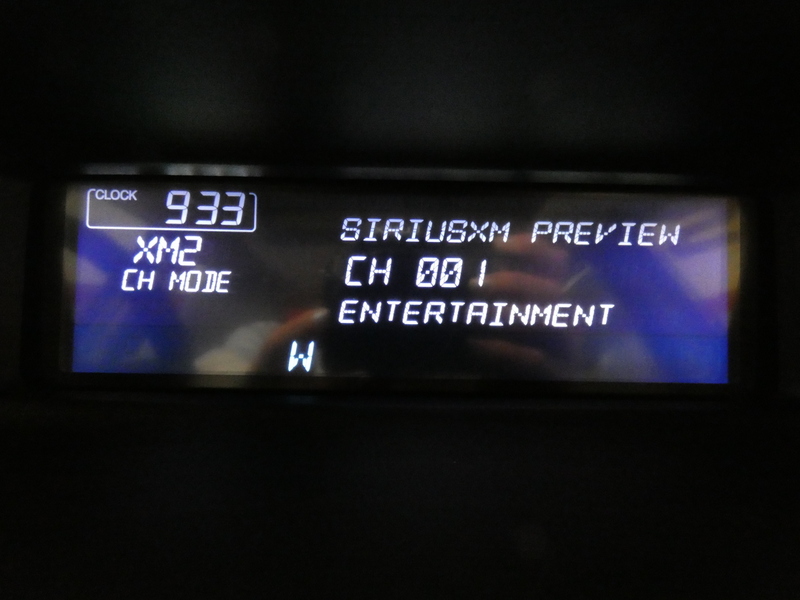 CLOCK 933
XM2
CH MODE
SIRIUSXM PREVIEW
CH 001
ENTERTAINMENT
W